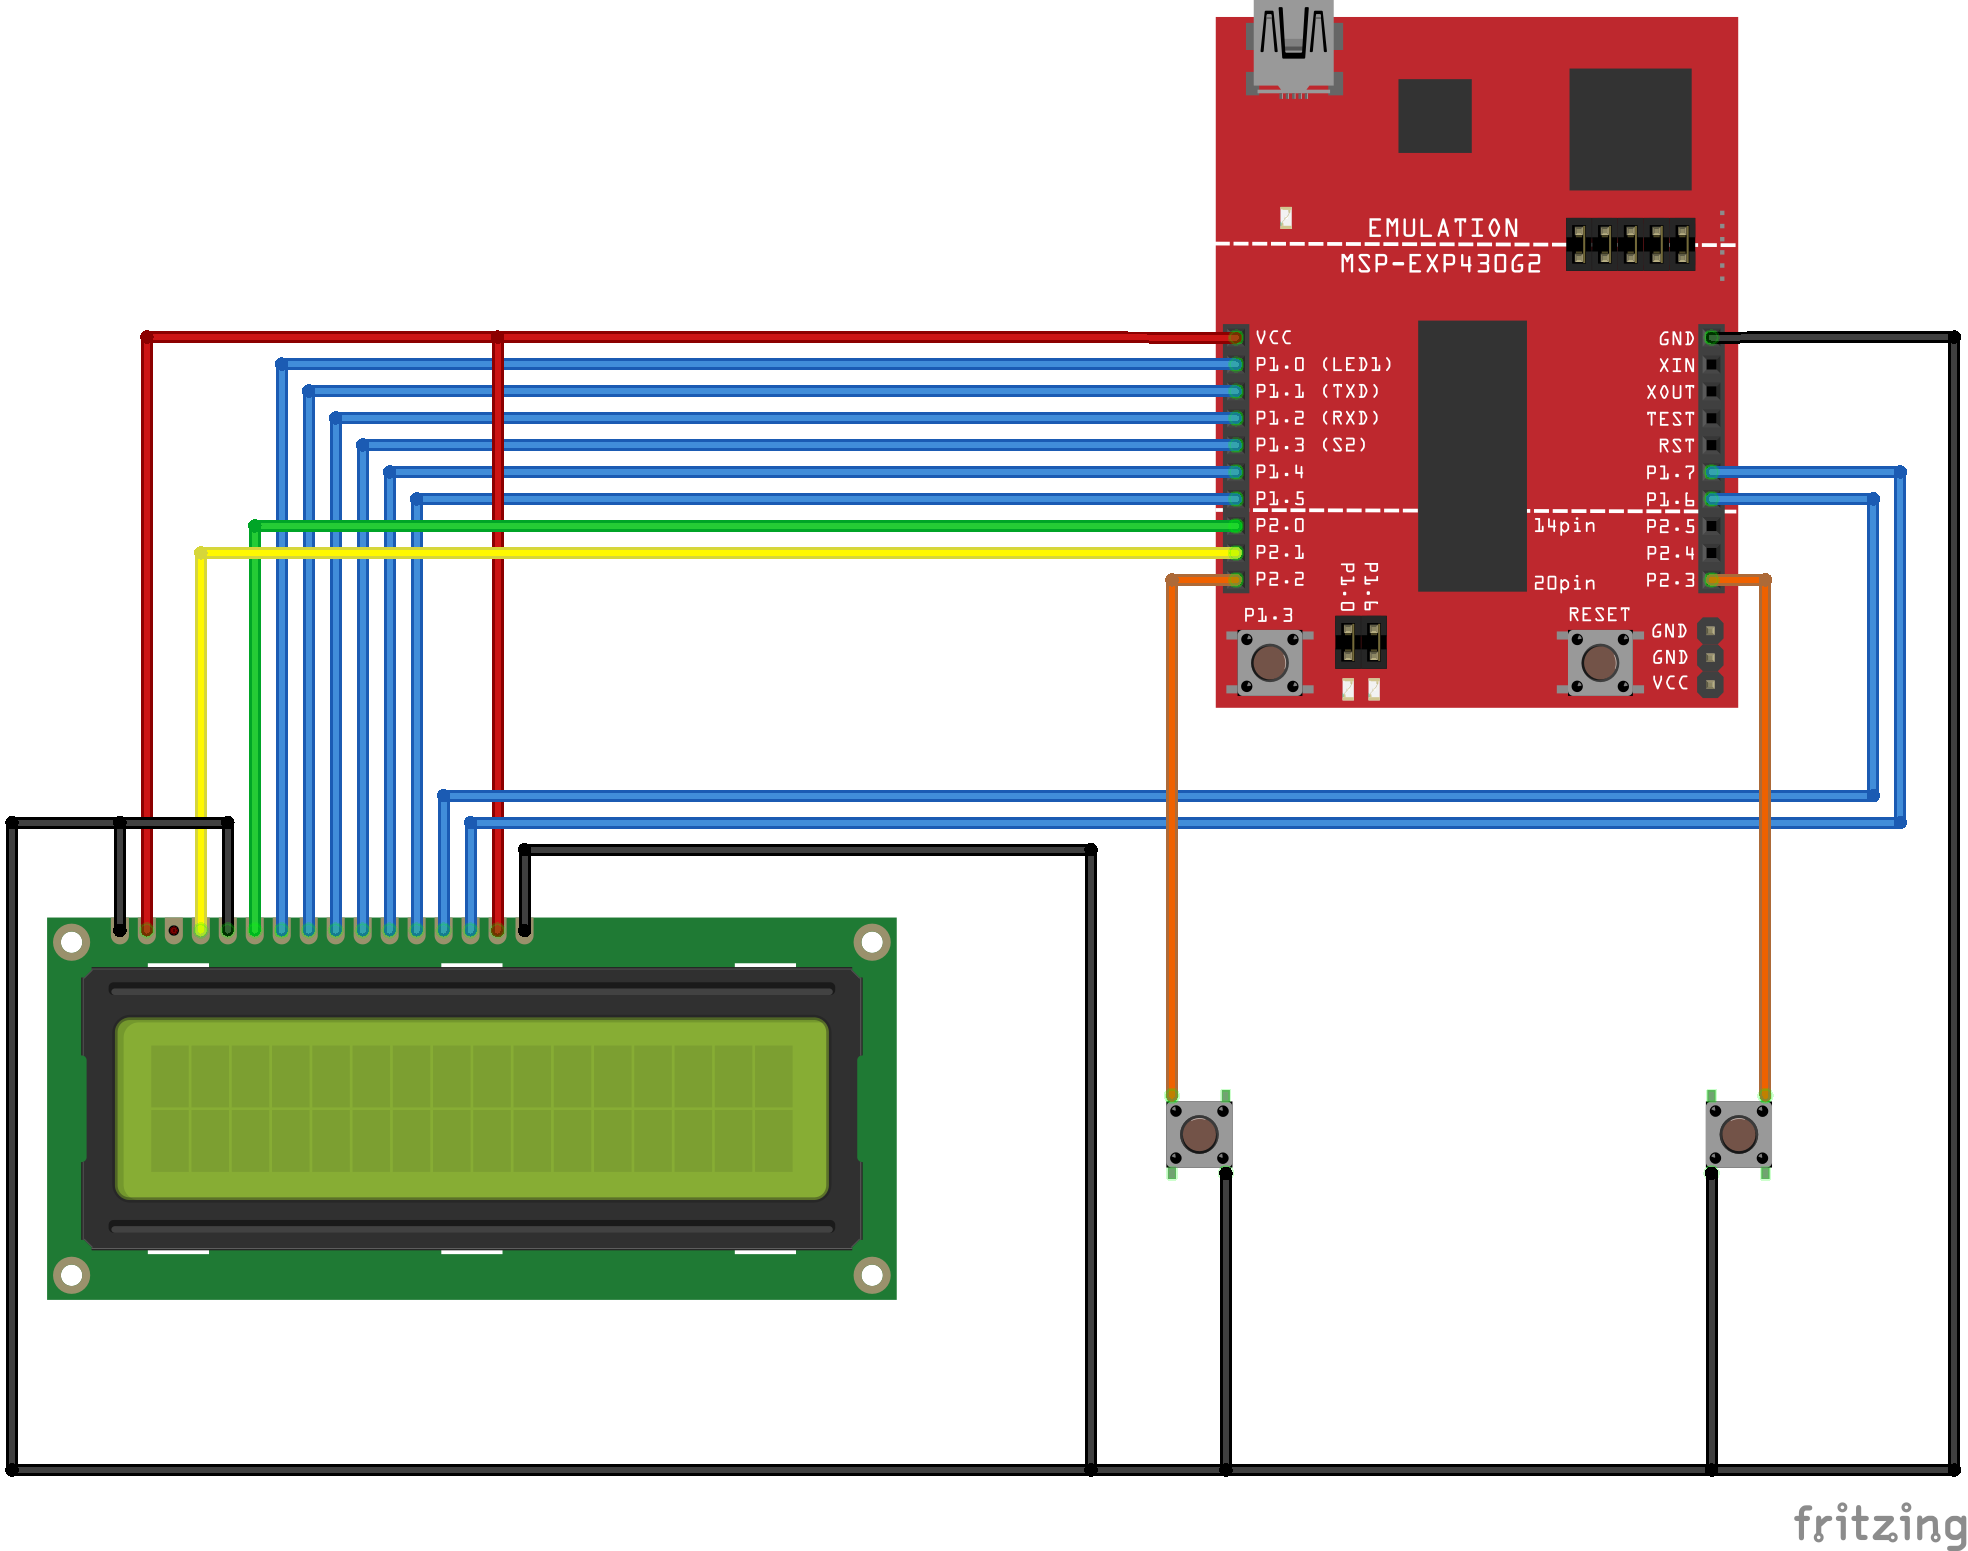 EMULATION
MSP-EXP430G2
VCC
P1.0 (LED1)
P1.1 (TXD)
P1.2 (RXD)
P1.3 (S2)
P1.4
P1.5
P2.0
P2.1
P2.2
GND
XIN
XOUT
TEST
RST
P1.7
P1.6
P2.5
P2.4
P2.3
14pin
20pin
P1.0
P1.6
P1.3
RESET
GND
GND
VCC
fritzing